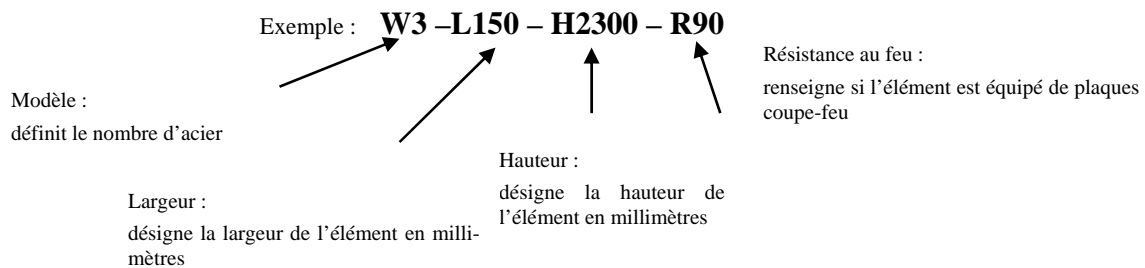 Exemple : W3 –L150 – H2300 – R90
Résistance au feu :
renseigne si l’élément est équipé de plaques
coupe-feu
Modèle :
définit le nombre d’acier
Hauteur :
désigne la hauteur de
l’élément en millimètres
Largeur :
désigne la largeur de l’élément en milli-
mètres